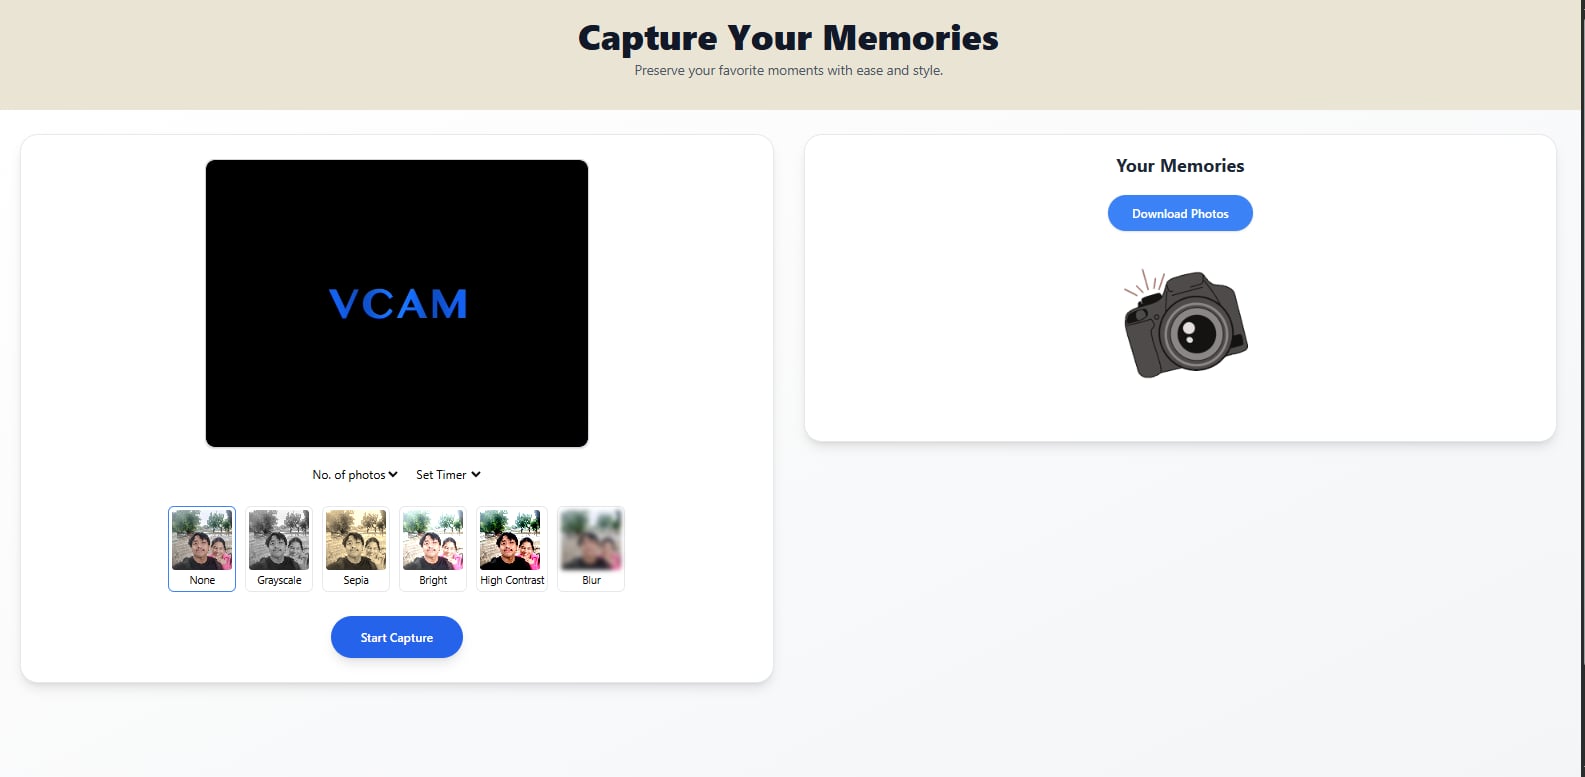 Capture Your Memories
Preserve your favorite moments with ease and style.
VCAM
No. of photos Set Timer
None Grayscale Sepia Bright High Contrast Blur
Start Capture
Your Memories
Download Photos